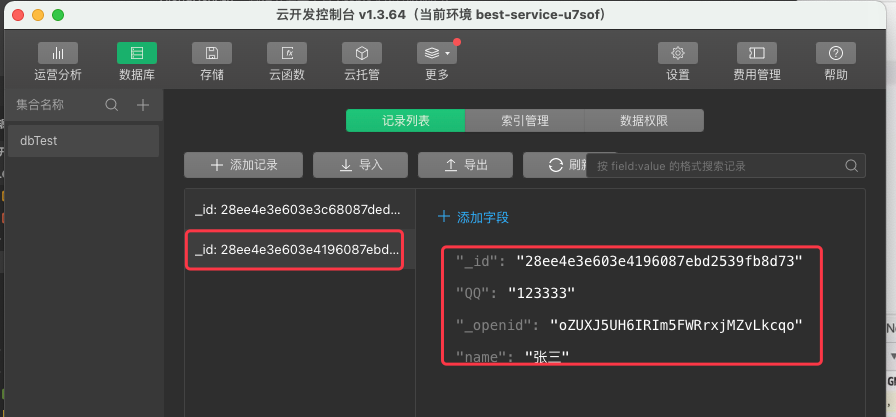 云开发控制台 v1.3.64（当前环境 best-service-u7sof）
运营分析 数据库 存储 云函数 云托管 更多 设置 费用管理 帮助
集合名称
dbTest
记录列表 索引管理 数据权限
添加记录 导入 导出 刷新 按 field:value 的格式搜索记录
_id: 28ee4e3e603e3c68087ded...
_id: 28ee4e3e603e4196087ebd...
添加字段
"_id": "28ee4e3e603e4196087ebd2539fb8d73"
"QQ": "123333"
"_openid": "oZUXJ5UH6IRIm5FWRrxjMZvLkcqo"
"name": "张三"